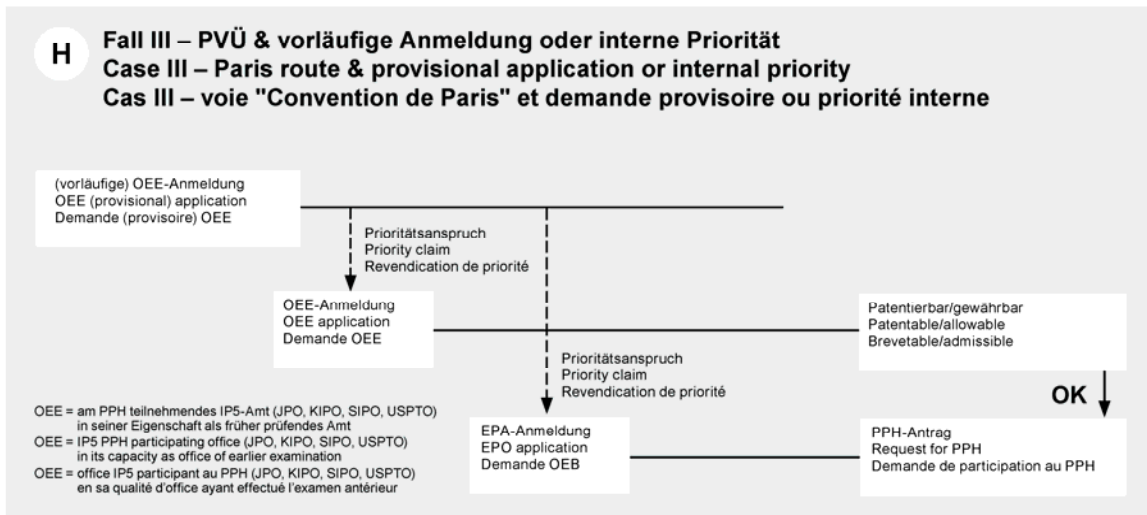 H
Fall III – PVÜ & vorläufige Anmeldung oder interne Priorität
Case III – Paris route & provisional application or internal priority
Cas III – voie "Convention de Paris" et demande provisoire ou priorité interne
(vorläufige) OEE-Anmeldung
OEE (provisional) application
Demande (provisoire) OEE
Prioritätsanspruch
Priority claim
Revendication de priorité
OEE-Anmeldung
OEE application
Demande OEE
Patentierbar/gewährbar
Patentable/allowable
Brevetable/admissible
Prioritätsanspruch
Priority claim
Revendication de priorité
OK
OEE = am PPH teilnehmendes IP5-Amt (JPO, KIPO, SIPO, USPTO)
in seiner Eigenschaft als früher prüfendes Amt
OEE = IP5 PPH participating office (JPO, KIPO, SIPO, USPTO)
in its capacity as office of earlier examination
OEE = office IP5 participant au PPH (JPO, KIPO, SIPO, USPTO)
en sa qualité d'office ayant effectué l'examen antérieur
EPA-Anmeldung
EPO application
Demande OEB
PPH-Antrag
Request for PPH
Demande de participation au PPH